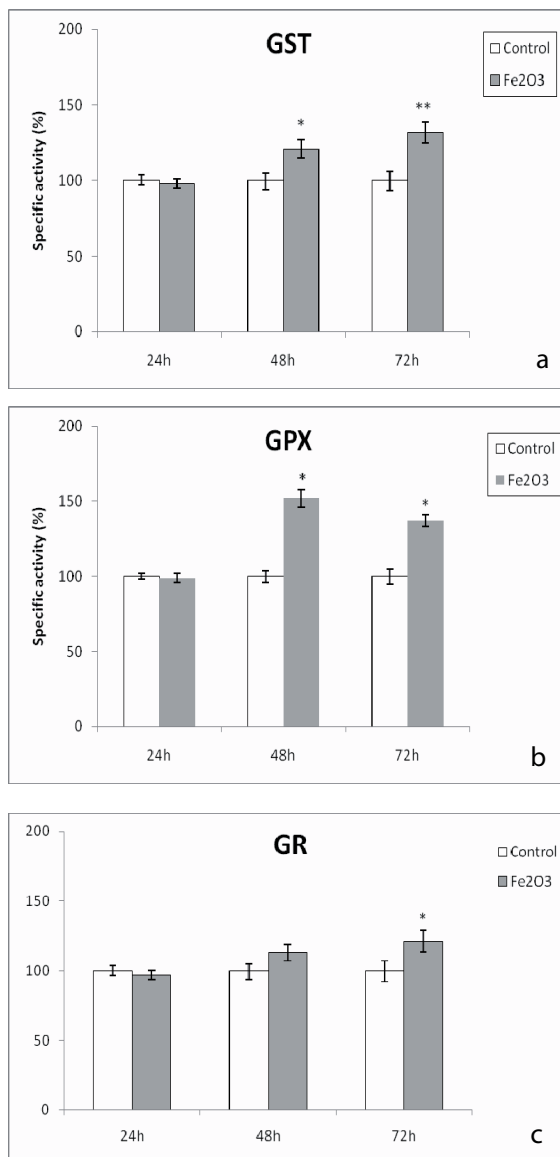 GST
Control
Fe2O3
Specific activity (%)
200
150
100
50
0
*
**
24h
48h
72h
a
GPX
Control
Fe2O3
Specific activity (%)
200
150
100
50
0
*
*
24h
48h
72h
b
GR
Control
Fe2O3
200
150
100
50
0
*
24h
48h
72h
c